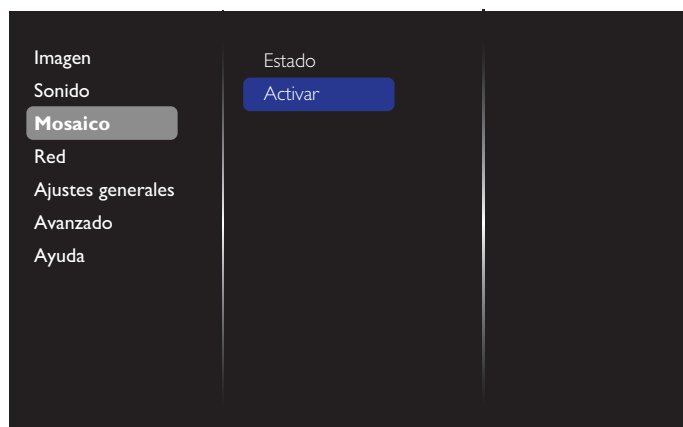 Imagen
Sonido
Mosaico
Red
Ajustes generales
Avanzado
Ayuda
Estado
Activar